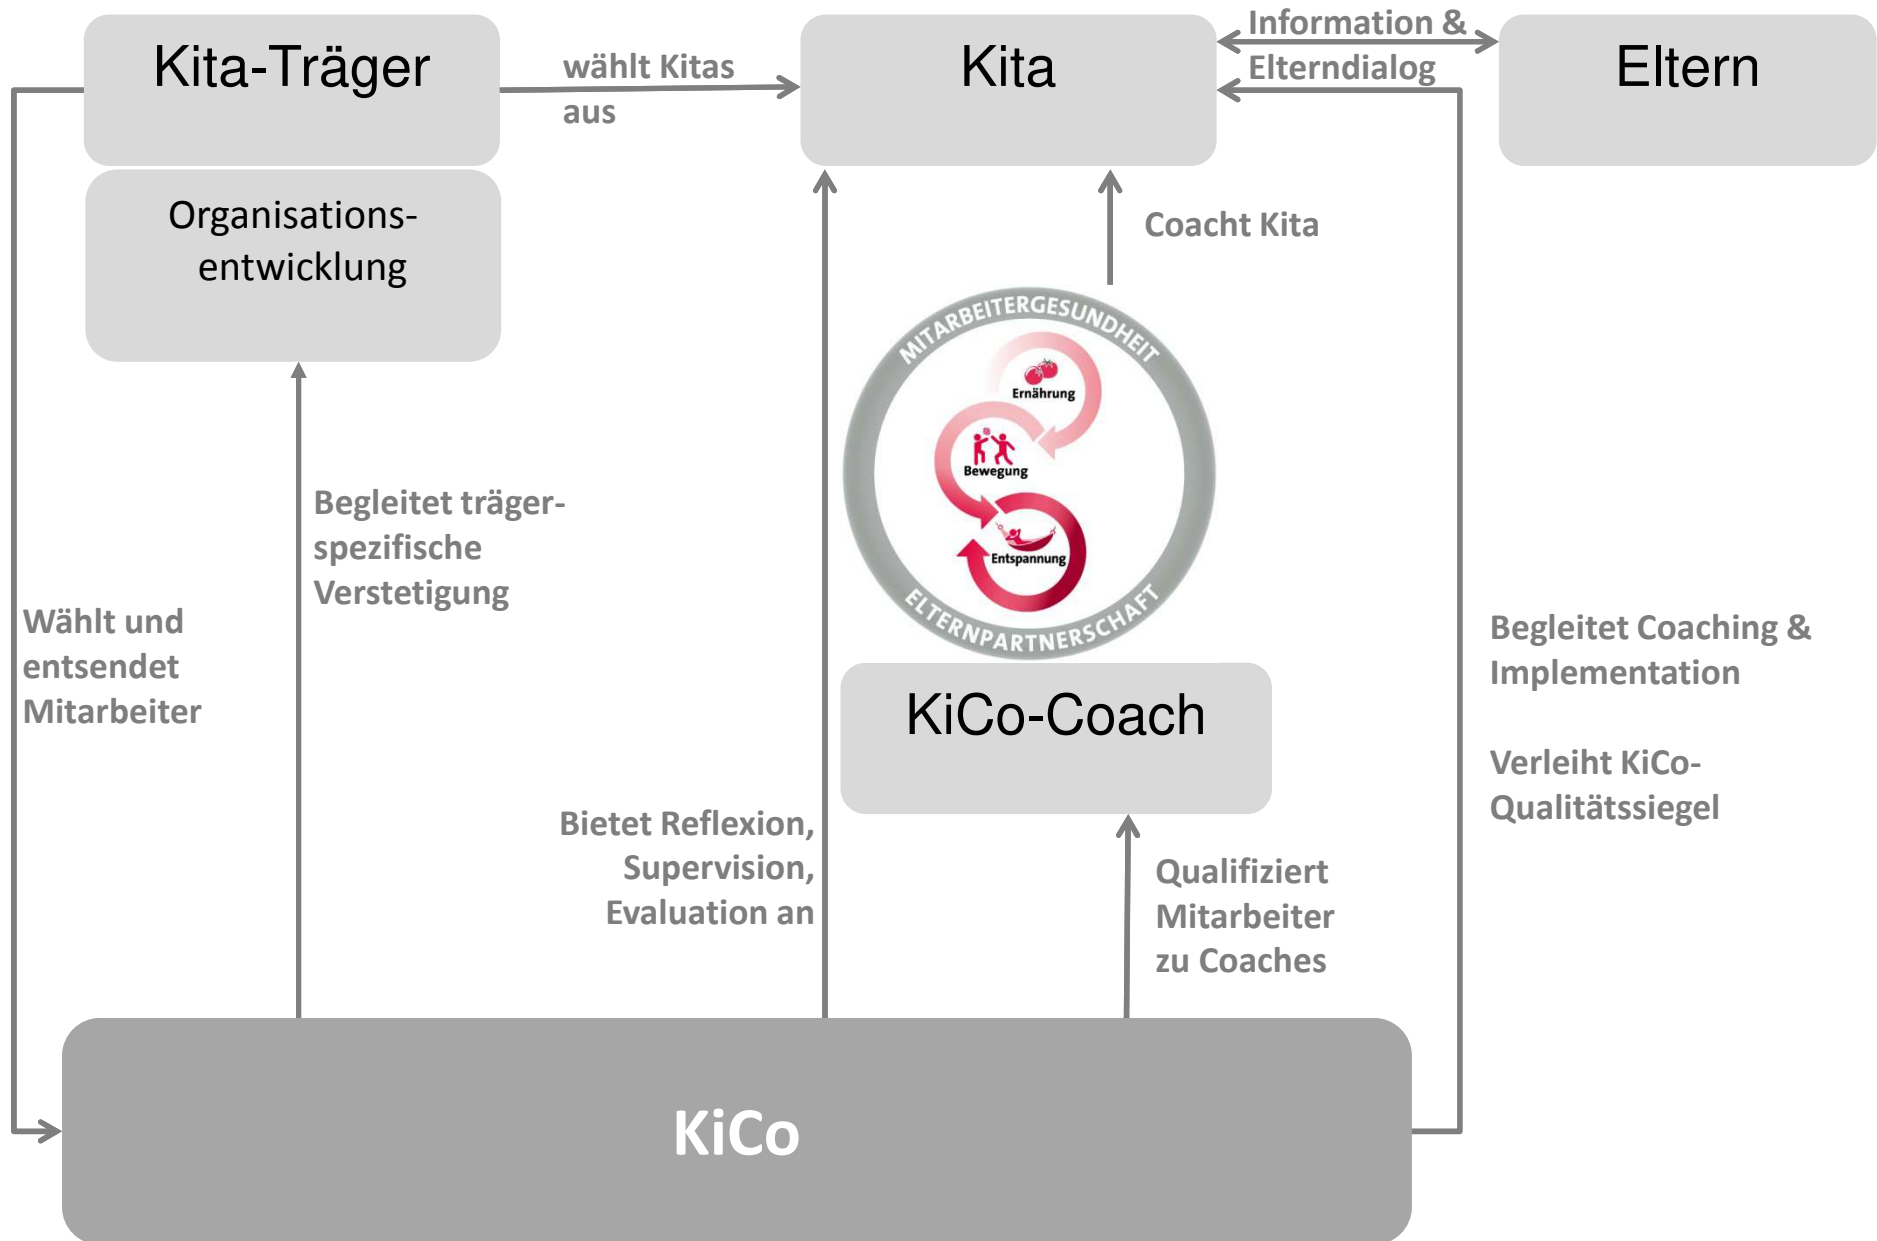 Kita-Träger
wählt Kitas
aus
Kita
Information &
Elterndialog
Eltern
Organisations-
entwicklung
Coacht Kita
MITARBEITERGESUNDHEIT
Ernährung
Bewegung
Entspannung
ELTERNPARTNERSCHAFT
Begleitet träger-
spezifische
Verstetigung
Wählt und
entsendet
Mitarbeiter
Begleitet Coaching &
Implementation
Verleiht KiCo-
Qualitätssiegel
KiCo-Coach
Bietet Reflexion,
Supervision,
Evaluation an
Qualifiziert
Mitarbeiter
zu Coaches
KiCo